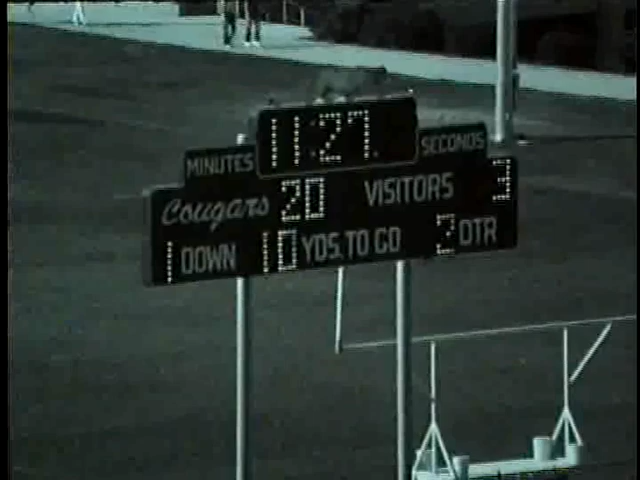 11:27
MINUTES SECONDS
Cougars 20 VISITORS 3
1 DOWN 10 YDS. TO GO 2 QTR